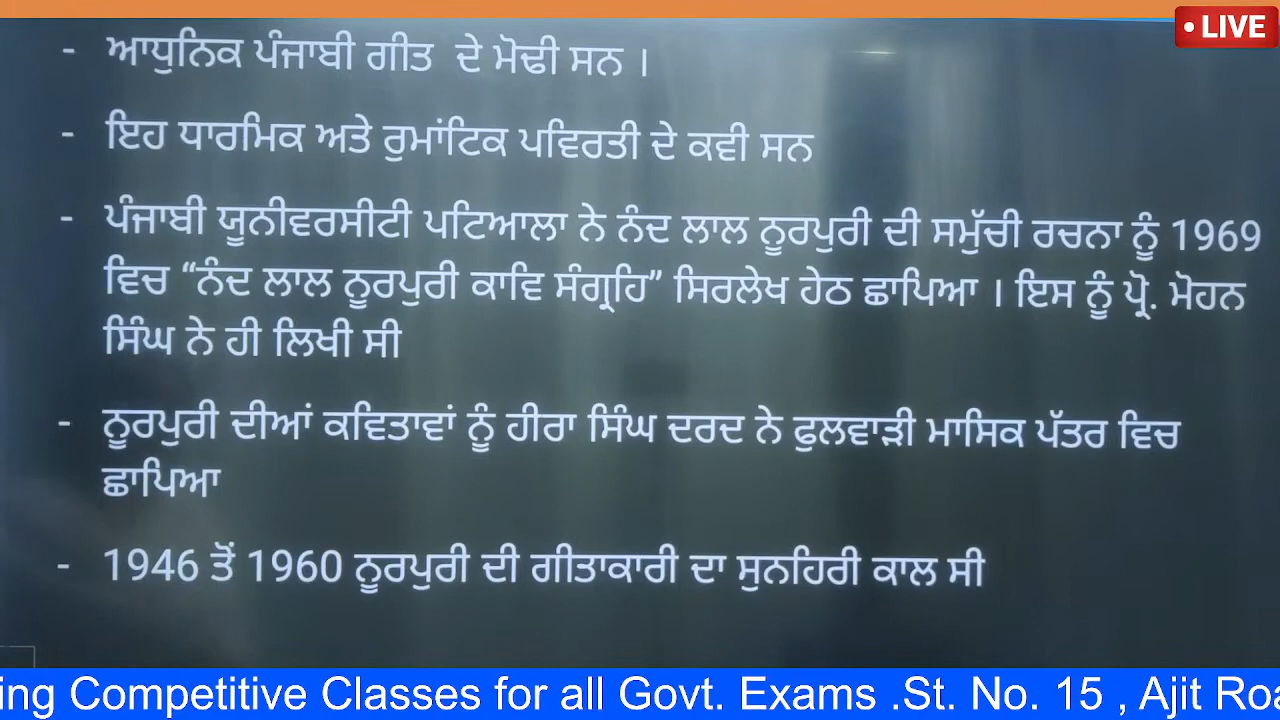 • LIVE
- ਆਧੁਨਿਕ ਪੰਜਾਬੀ ਗੀਤ ਦੇ ਮੋਢੀ ਸਨ ।
- ਇਹ ਧਾਰਮਿਕ ਅਤੇ ਰੁਮਾਂਟਿਕ ਪਵਿਰਤੀ ਦੇ ਕਵੀ ਸਨ
- ਪੰਜਾਬੀ ਯੂਨੀਵਰਸੀਟੀ ਪਟਿਆਲਾ ਨੇ ਨੰਦ ਲਾਲ ਨੂਰਪੁਰੀ ਦੀ ਸਮੁੱਚੀ ਰਚਨਾ ਨੂੰ 1969
ਵਿਚ “ਨੰਦ ਲਾਲ ਨੂਰਪੁਰੀ ਕਾਵਿ ਸੰਗ੍ਰਹਿ” ਸਿਰਲੇਖ ਹੇਠ ਛਾਪਿਆ । ਇਸ ਨੂੰ ਪ੍ਰੋ. ਮੋਹਨ
ਸਿੰਘ ਨੇ ਹੀ ਲਿਖੀ ਸੀ
- ਨੂਰਪੁਰੀ ਦੀਆਂ ਕਵਿਤਾਵਾਂ ਨੂੰ ਹੀਰਾ ਸਿੰਘ ਦਰਦ ਨੇ ਫੁਲਵਾੜੀ ਮਾਸਿਕ ਪੱਤਰ ਵਿਚ
ਛਾਪਿਆ
- 1946 ਤੋਂ 1960 ਨੂਰਪੁਰੀ ਦੀ ਗੀਤਾਕਾਰੀ ਦਾ ਸੁਨਹਿਰੀ ਕਾਲ ਸੀ
ing Competitive Classes for all Govt. Exams .St. No. 15 , Ajit Roa